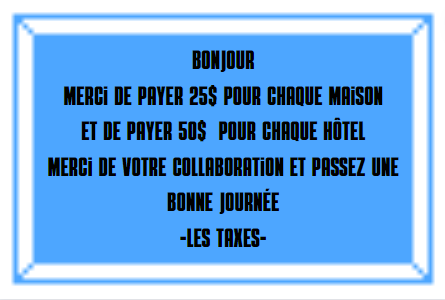 BONJOUR
MERCi DE PAYER 25$ POUR CHAQUE MAiSON
ET DE PAYER 50$ POUR CHAQUE HÔTEL
MERCi DE VOTRE COLLABORATiON ET PASSEZ UNE
BONNE JOURNÉE
-LES TAXES-